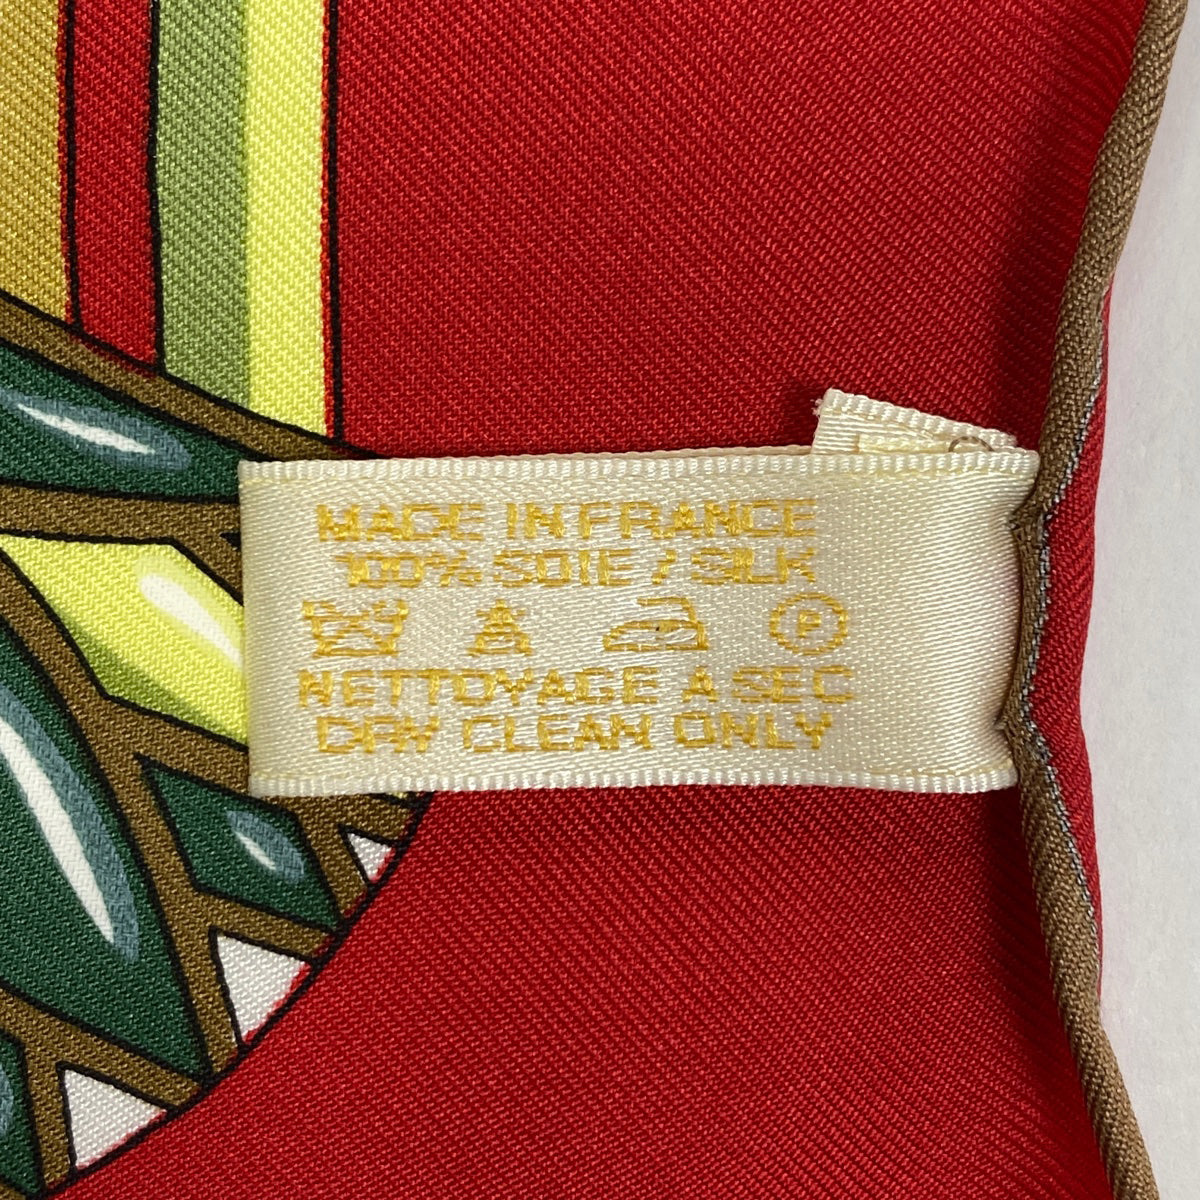 MADE IN FRANCE
100% SOIE / SILK
P
NETTOYAGE A SEC
DRY CLEAN ONLY